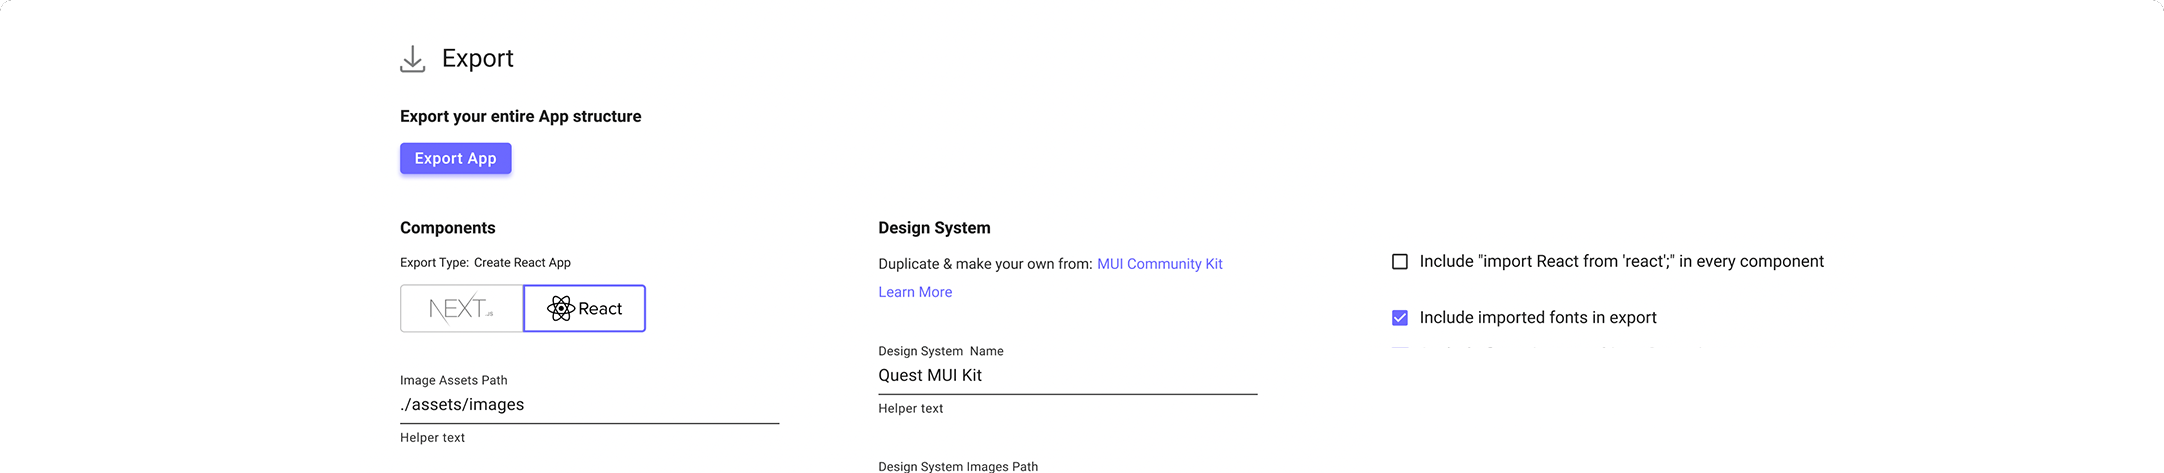 Export
Export your entire App structure
Export App
Components
Export Type: Create React App
NEXT.JS
React
Image Assets Path
./assets/images
Helper text
Design System
Duplicate & make your own from: MUI Community Kit
Learn More
Design System  Name
Quest MUI Kit
Helper text
Design System Images Path
Include "import React from 'react';" in every component
Include imported fonts in export